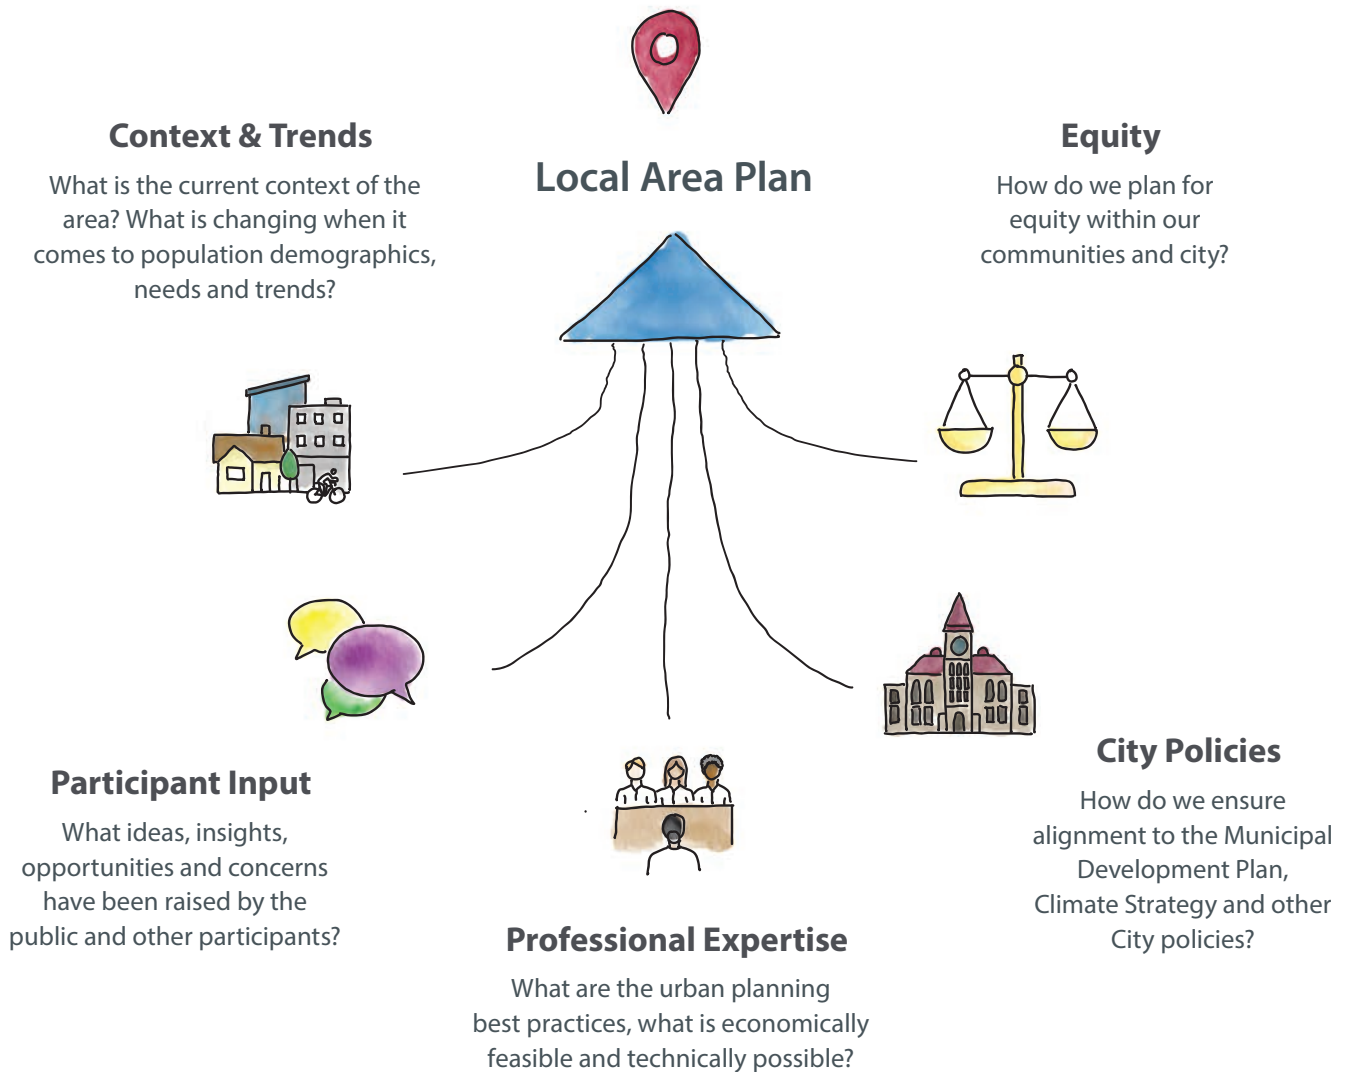 Local Area Plan
Context & Trends
What is the current context of the
area? What is changing when it
comes to population demographics,
needs and trends?
Equity
How do we plan for
equity within our
communities and city?
Participant Input
What ideas, insights,
opportunities and concerns
have been raised by the
public and other participants?
Professional Expertise
What are the urban planning
best practices, what is economically
feasible and technically possible?
City Policies
How do we ensure
alignment to the Municipal
Development Plan,
Climate Strategy and other
City policies?